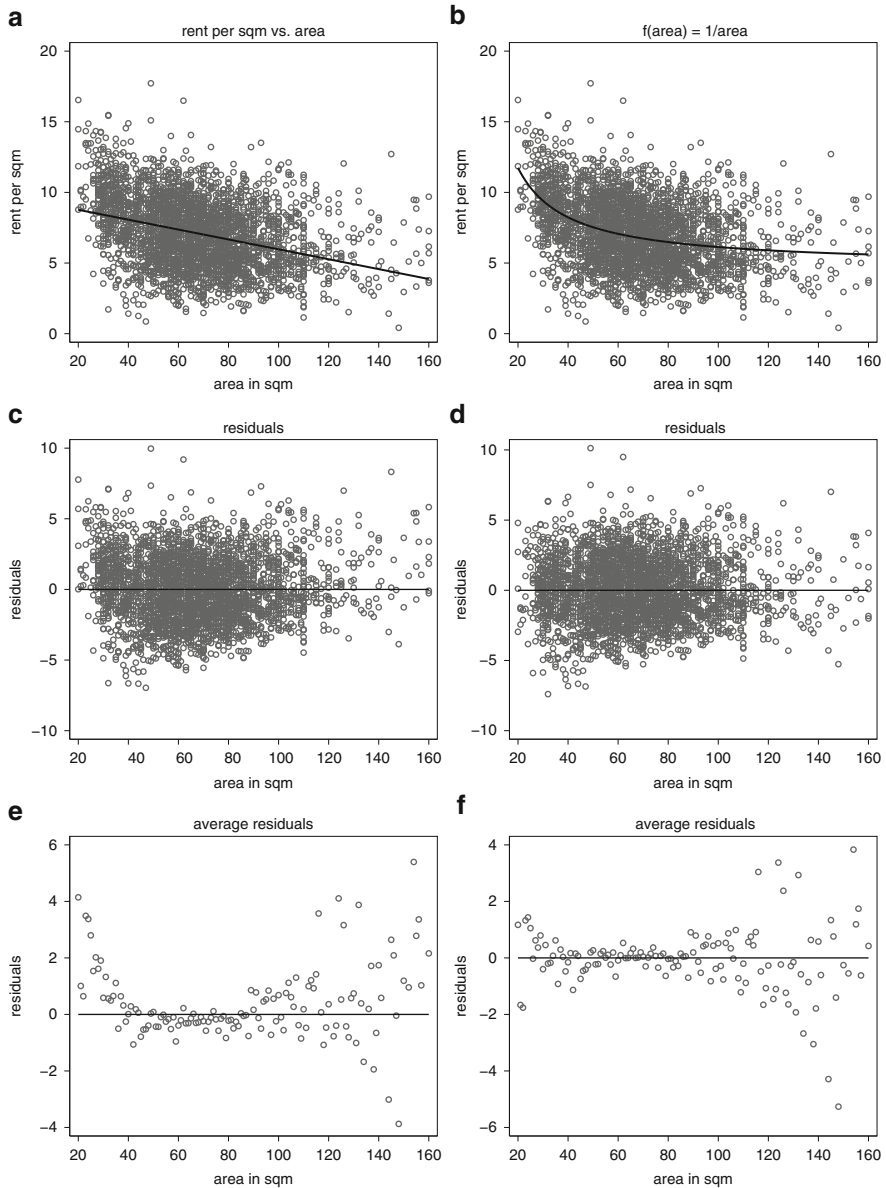 a
rent per sqm vs. area
20
15
10
5
0
rent per sqm
20 40 60 80 100 120 140 160
area in sqm
b
f(area) = 1/area
20
15
10
5
0
rent per sqm
20 40 60 80 100 120 140 160
area in sqm
c
residuals
10
5
0
−5
−10
residuals
20 40 60 80 100 120 140 160
area in sqm
d
residuals
10
5
0
−5
−10
residuals
20 40 60 80 100 120 140 160
area in sqm
e
average residuals
6
4
2
0
−2
−4
residuals
20 40 60 80 100 120 140 160
area in sqm
f
average residuals
4
2
0
−2
−4
−6
residuals
20 40 60 80 100 120 140 160
area in sqm